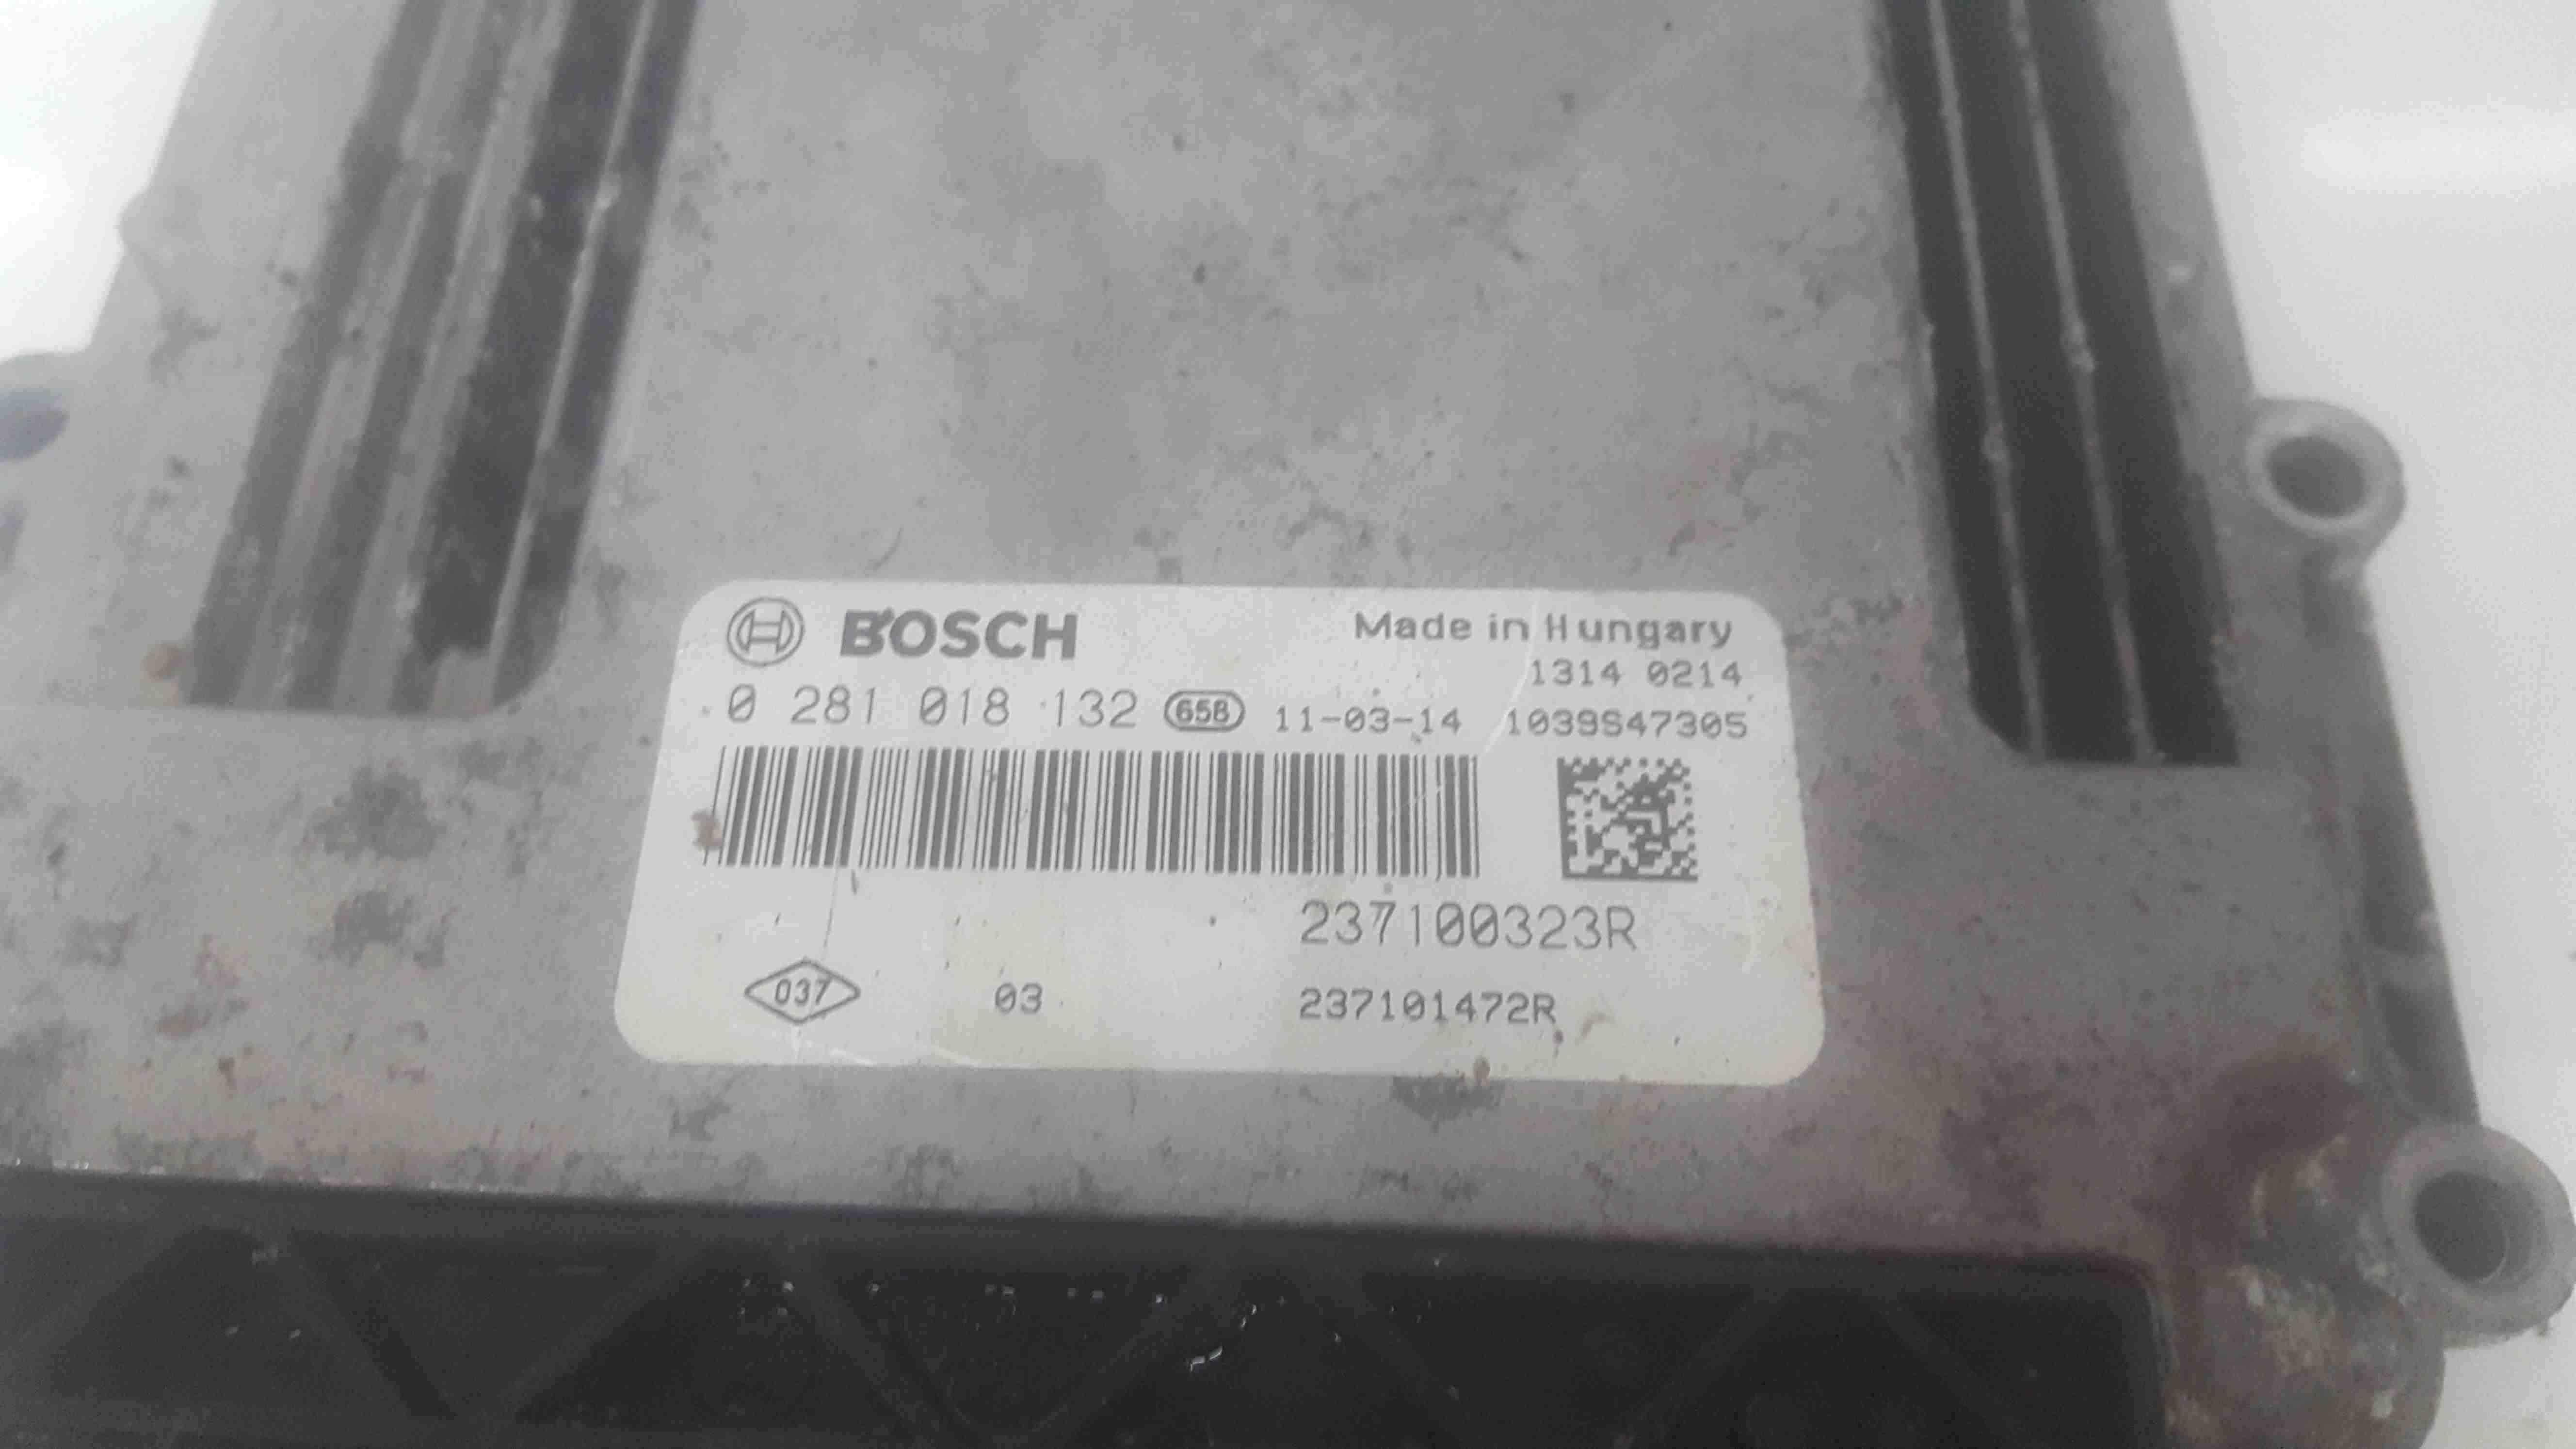 BOSCH
Made in Hungary
1314 0214
0 281 018 132 658 11-03-14 1039S47305
237100323R
037 03 237101472R